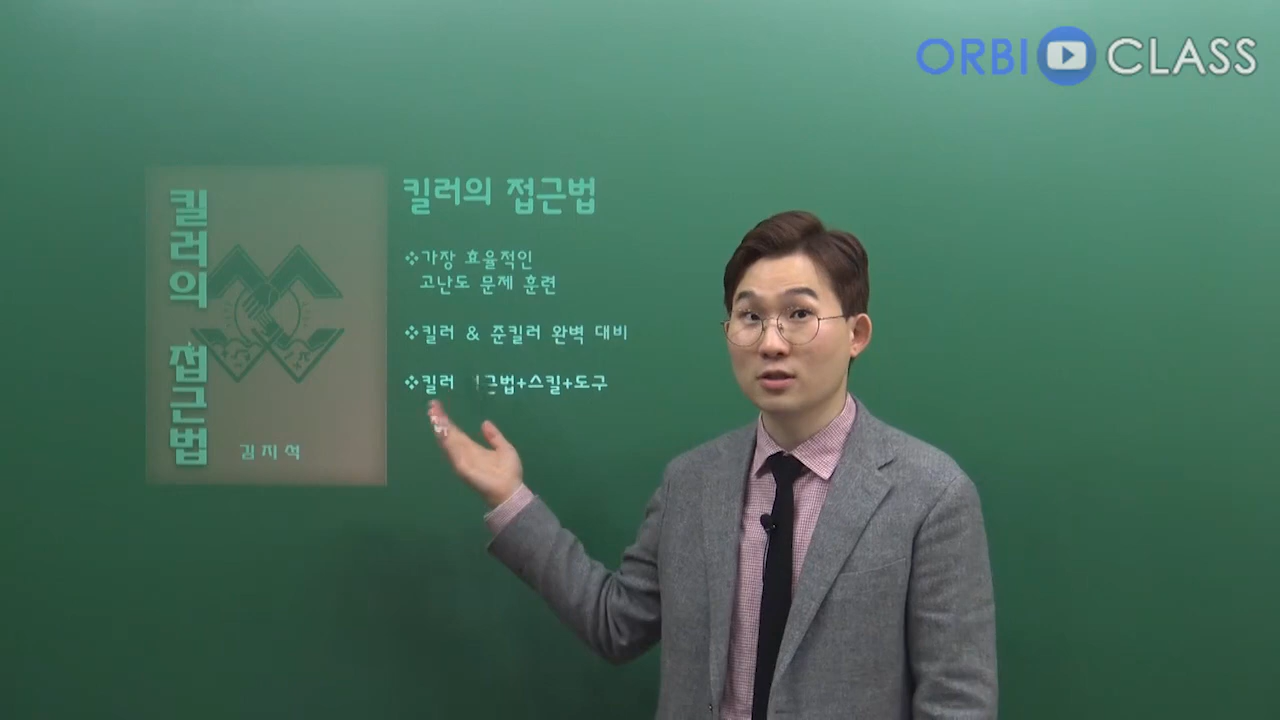 ORBI CLASS
킬러의 접근법
김지석
킬러의 접근법
❖가장 효율적인
고난도 문제 훈련
❖킬러 & 준킬러 완벽 대비
❖킬러 근법+스킬+도구